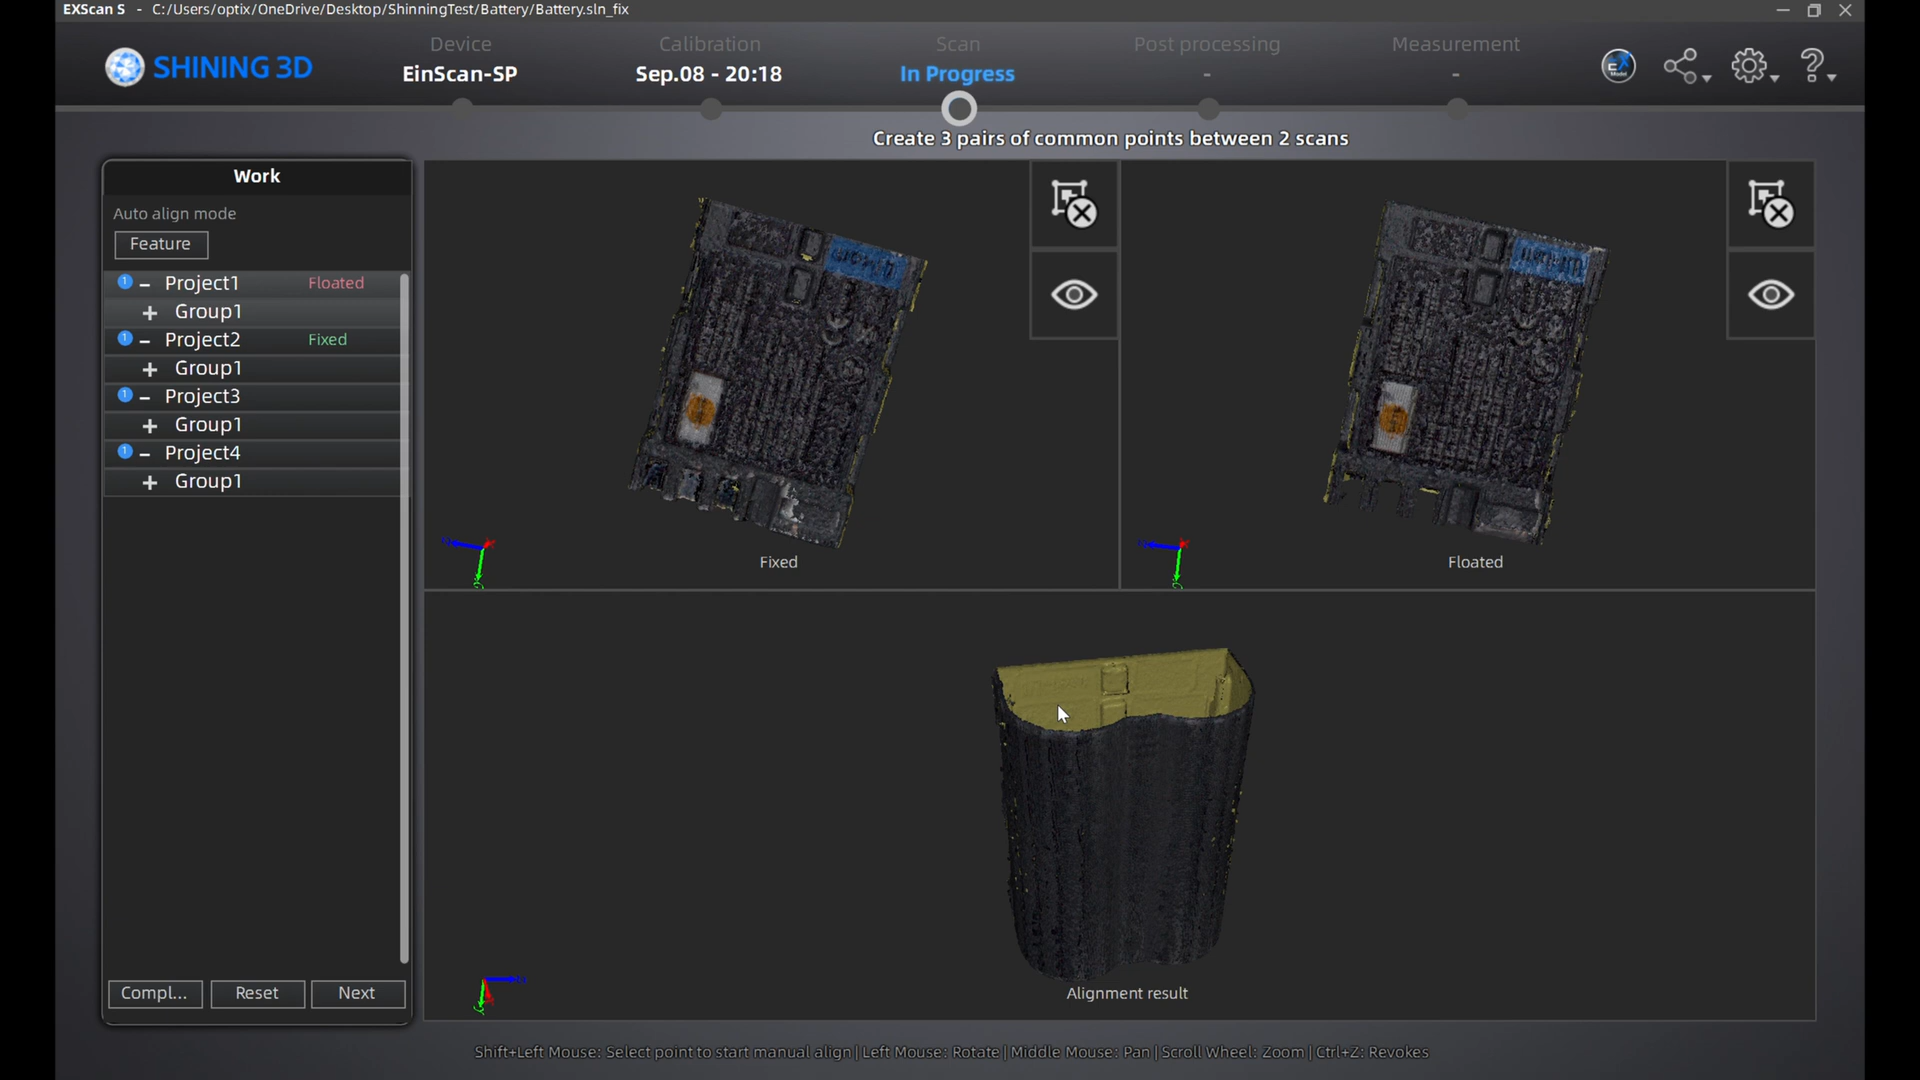 EXScan S - C:/Users/optix/OneDrive/Desktop/ShinningTest/Battery/Battery.sln_fix
SHINING 3D
Device
EinScan-SP
Calibration
Sep.08 - 20:18
Scan
In Progress
Post processing
-
Measurement
-
Create 3 pairs of common points between 2 scans
Work
Auto align mode
Feature
Project1 Floated
Group1
Project2 Fixed
Group1
Project3
Group1
Project4
Group1
Compl... Reset Next
Fixed
Floated
Alignment result
Shift+Left Mouse: Select point to start manual align | Left Mouse: Rotate | Middle Mouse: Pan | Scroll Wheel: Zoom | Ctrl+Z: Revokes